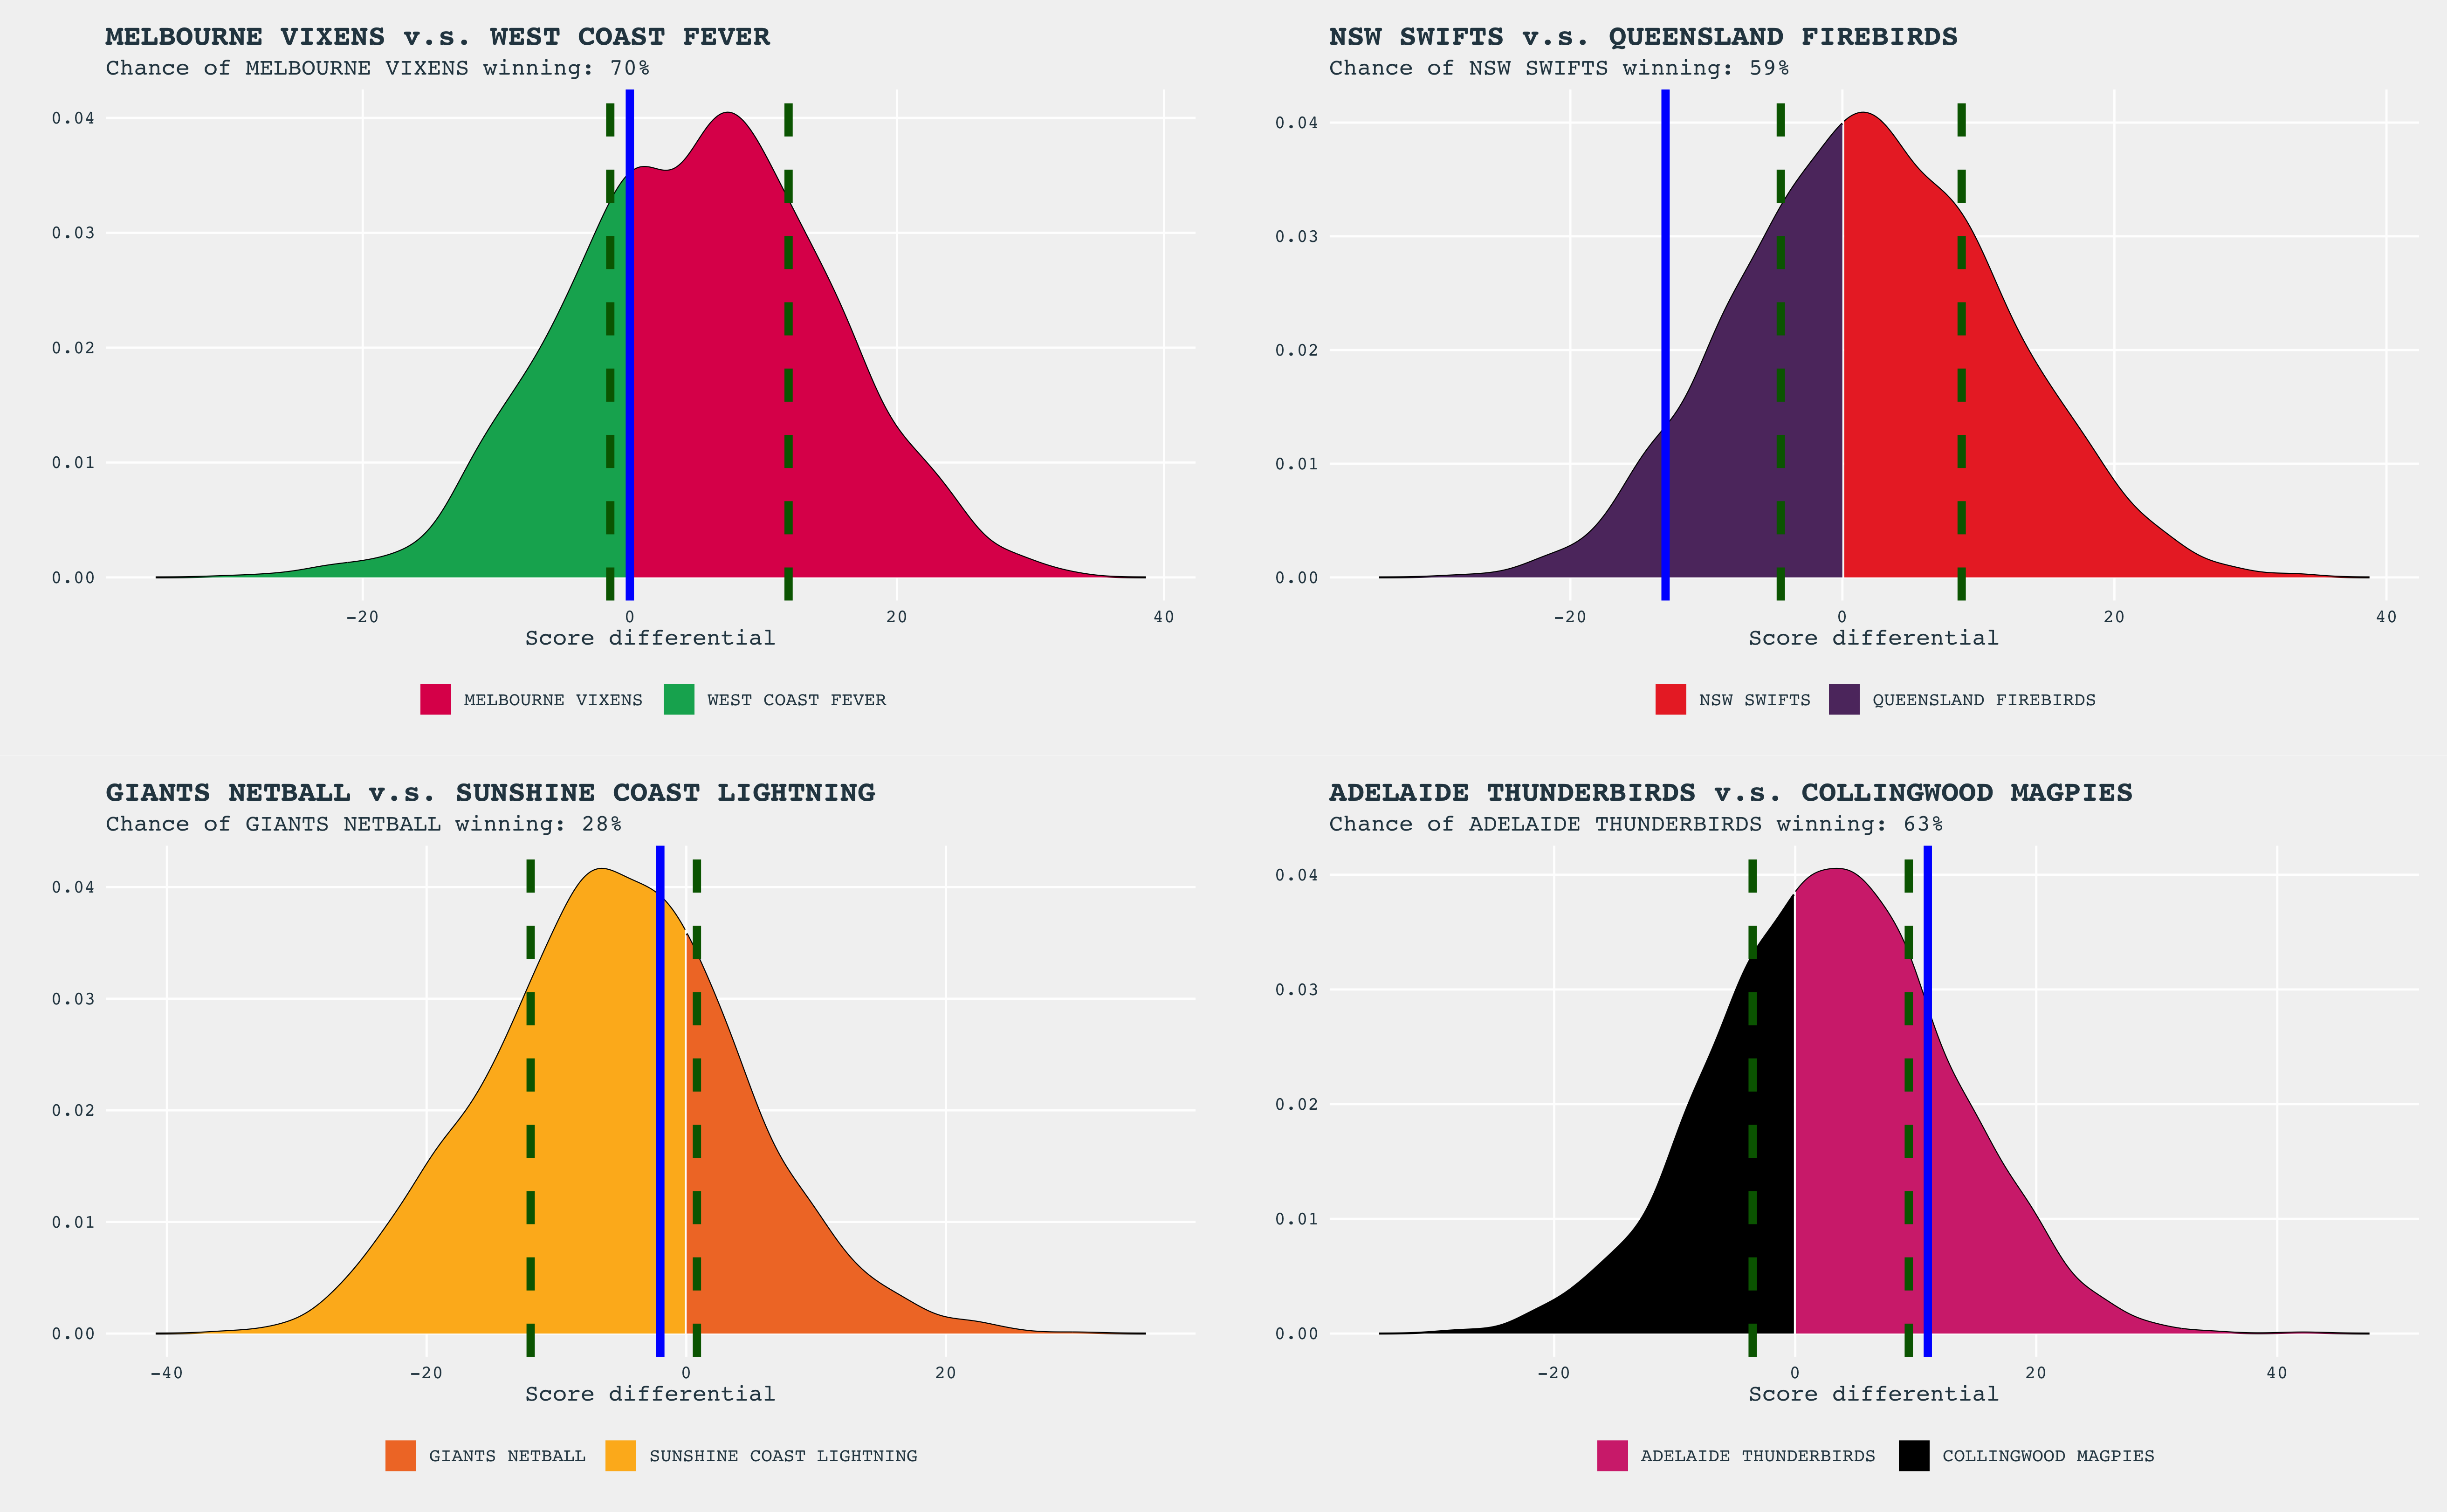 MELBOURNE VIXENS v.s. WEST COAST FEVER
Chance of MELBOURNE VIXENS winning: 70%
0.04
0.03
0.02
0.01
0.00
-20 0 20 40
Score differential
MELBOURNE VIXENS WEST COAST FEVER
NSW SWIFTS v.s. QUEENSLAND FIREBIRDS
Chance of NSW SWIFTS winning: 59%
0.04
0.03
0.02
0.01
0.00
-20 0 20 40
Score differential
NSW SWIFTS QUEENSLAND FIREBIRDS
GIANTS NETBALL v.s. SUNSHINE COAST LIGHTNING
Chance of GIANTS NETBALL winning: 28%
0.04
0.03
0.02
0.01
0.00
-40 -20 0 20
Score differential
GIANTS NETBALL SUNSHINE COAST LIGHTNING
ADELAIDE THUNDERBIRDS v.s. COLLINGWOOD MAGPIES
Chance of ADELAIDE THUNDERBIRDS winning: 63%
0.04
0.03
0.02
0.01
0.00
-20 0 20 40
Score differential
ADELAIDE THUNDERBIRDS COLLINGWOOD MAGPIES